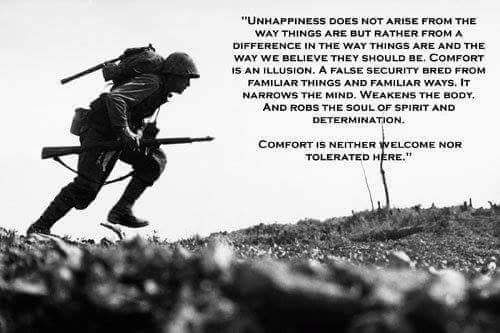 "Unhappiness does not arise from the
way things are but rather from a
difference in the way things are and the
way we believe they should be. Comfort
is an illusion. A false security bred from
familiar things and familiar ways. It
narrows the mind. Weakens the body.
And robs the soul of spirit and
determination.
Comfort is neither welcome nor
tolerated here."